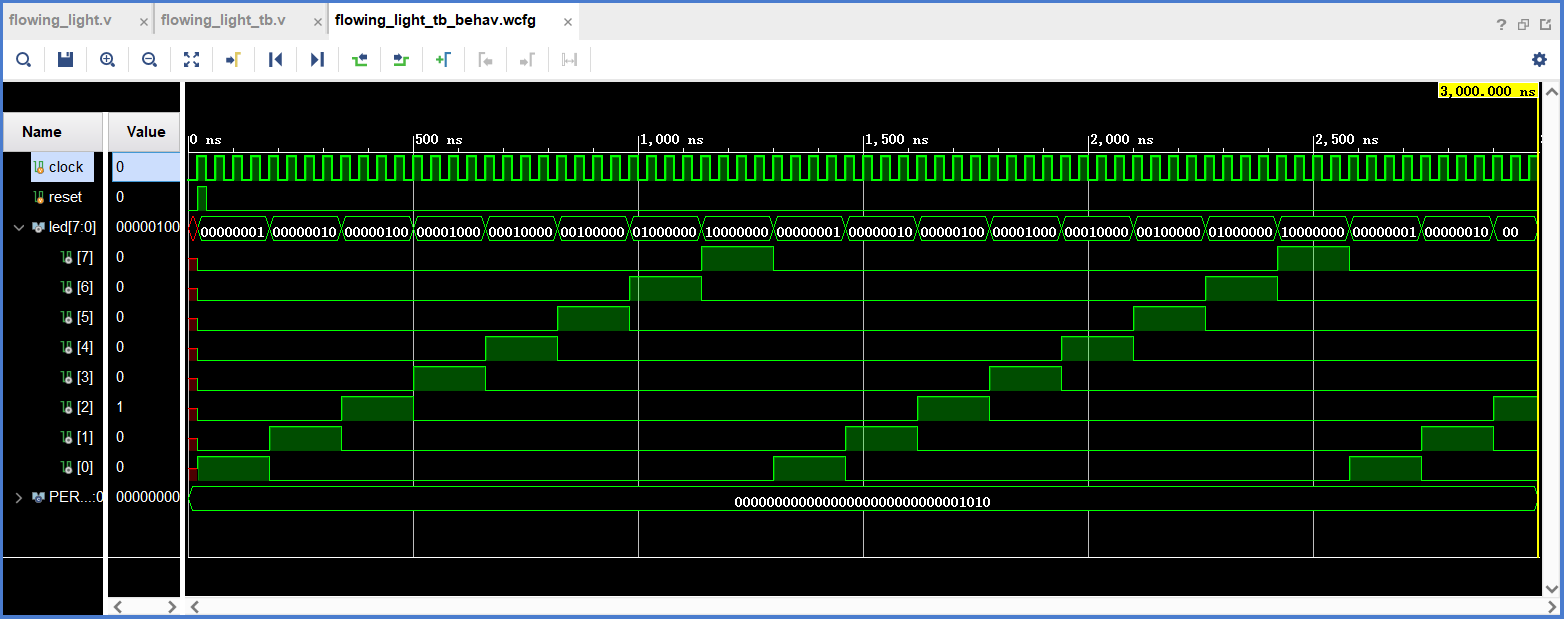 flowing_light.v × flowing_light_tb.v × flowing_light_tb_behav.wcfg ×
?
3,000.000 ns
Name Value
0 ns 500 ns 1,000 ns 1,500 ns 2,000 ns 2,500 ns
clock 0
reset 0
led[7:0] 00000100 00000001 00000010 00000100 00001000 00010000 00100000 01000000 10000000 00000001 00000010 00000100 00001000 00010000 00100000 01000000 10000000 00000001 00000010 00
[7] 0
[6] 0
[5] 0
[4] 0
[3] 0
[2] 1
[1] 0
[0] 0
PER...:0 00000000 00000000000000000000000000001010